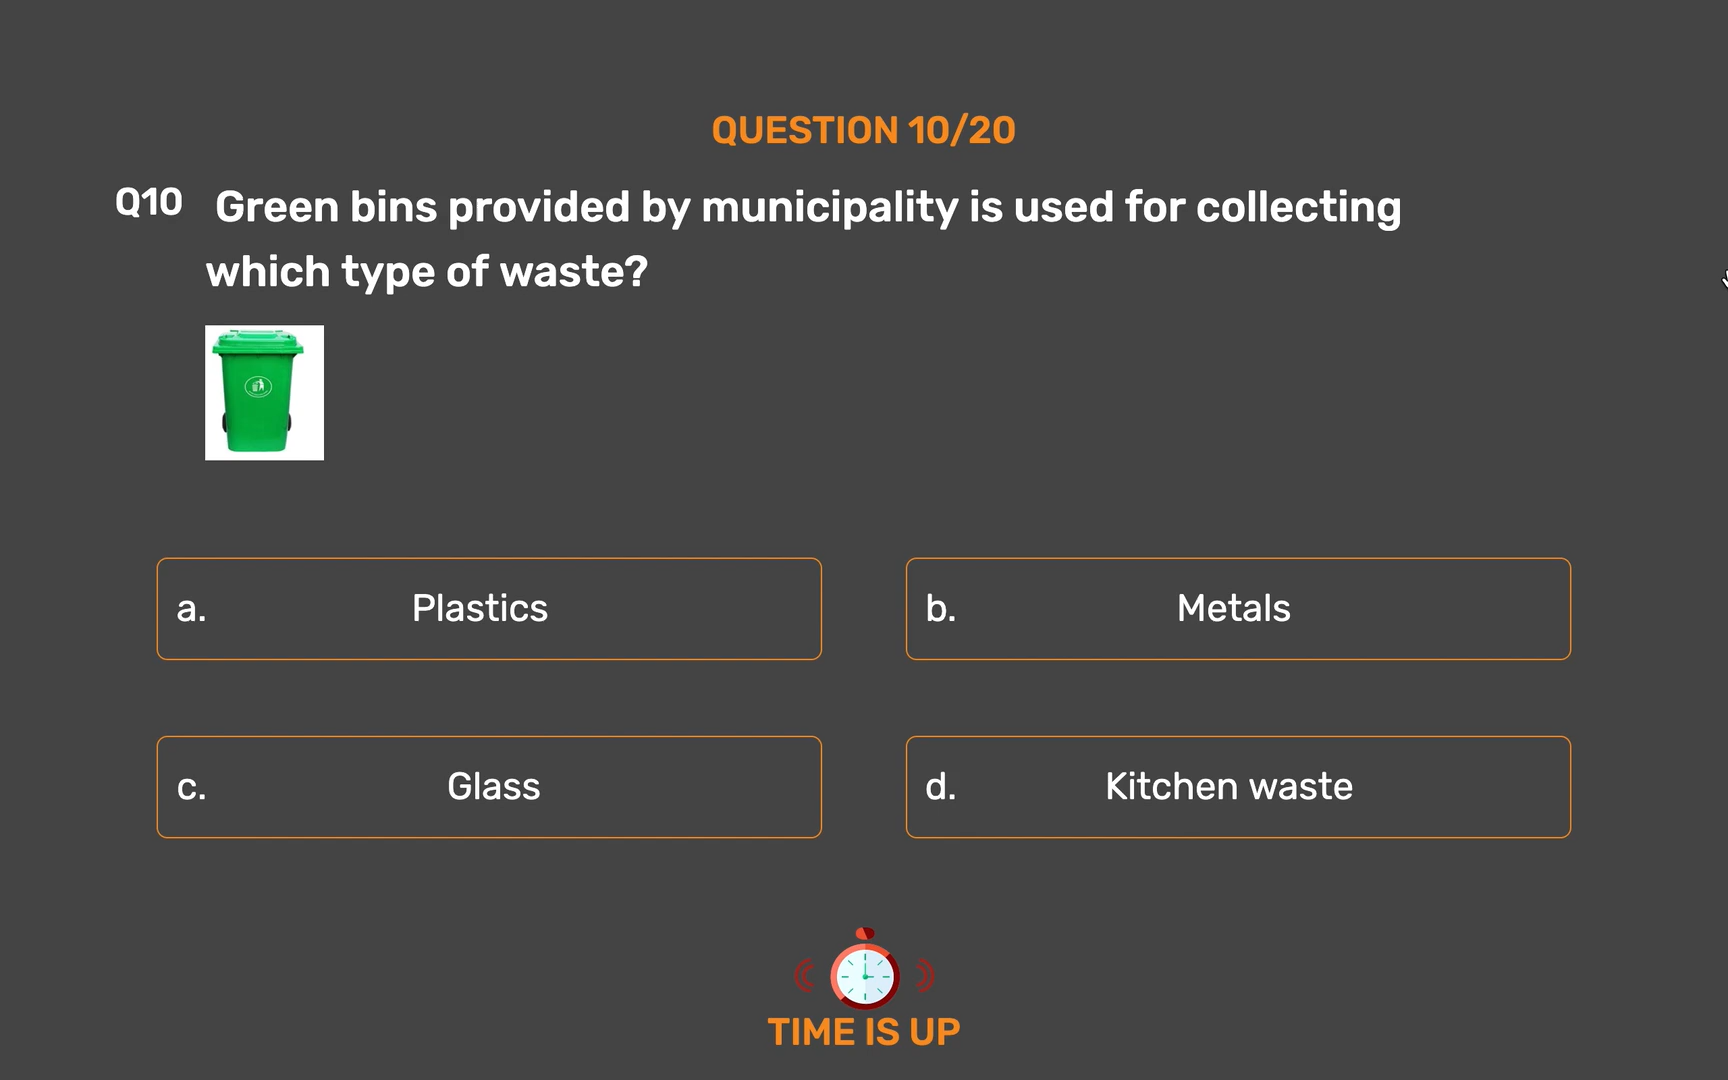 QUESTION 10/20
Q10 Green bins provided by municipality is used for collecting
which type of waste?
a. Plastics
b. Metals
c. Glass
d. Kitchen waste
TIME IS UP